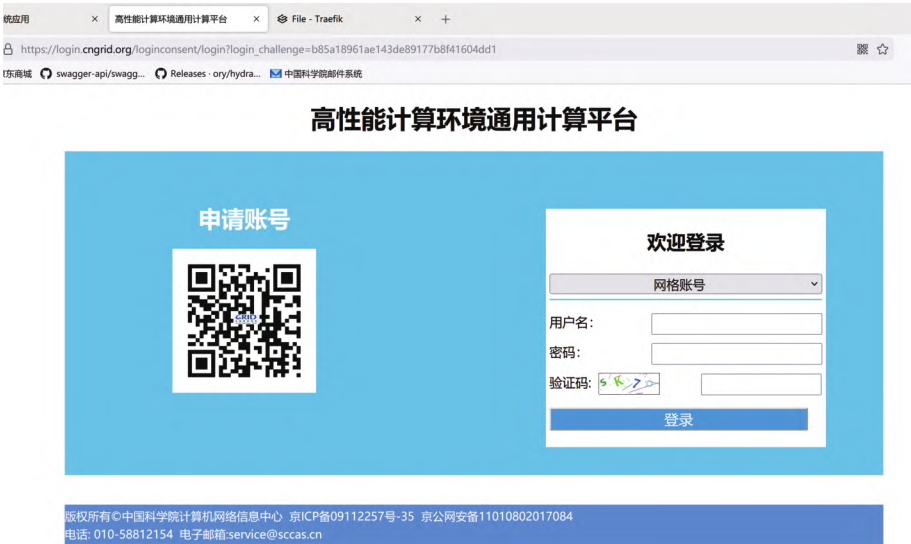 统应用 × 高性能计算环境通用计算平台 × File - Traefik × +
https://login.cngrid.org/loginconsent/login?login_challenge=b85a18961ae143de89177b8f41604dd1
东商城 swagger-api/swagg... Releases · ory/hydra... 中国科学院邮件系统
高性能计算环境通用计算平台
申请账号
GRID
欢迎登录
网格账号
用户名:
密码:
验证码:
登录
版权所有©中国科学院计算机网络信息中心 京ICP备09112257号-35 京公网安备11010802017084
电话: 010-58812154 电子邮箱:service@sccas.cn